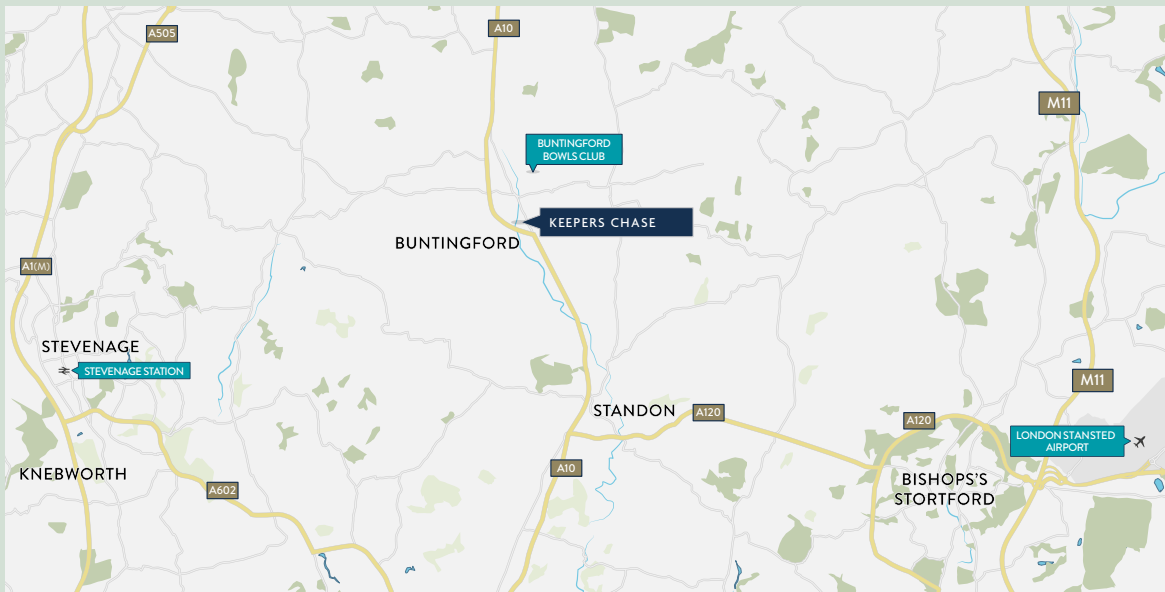 A505
A10
M11
BUNTINGFORD
BOWLS CLUB
KEEPERS CHASE
BUNTINGFORD
A1(M)
STEVENAGE
STEVENAGE STATION
M11
STANDON
A120
A120
LONDON STANSTED
AIRPORT
KNEBWORTH
A10
A602
BISHOPS'S
STORTFORD